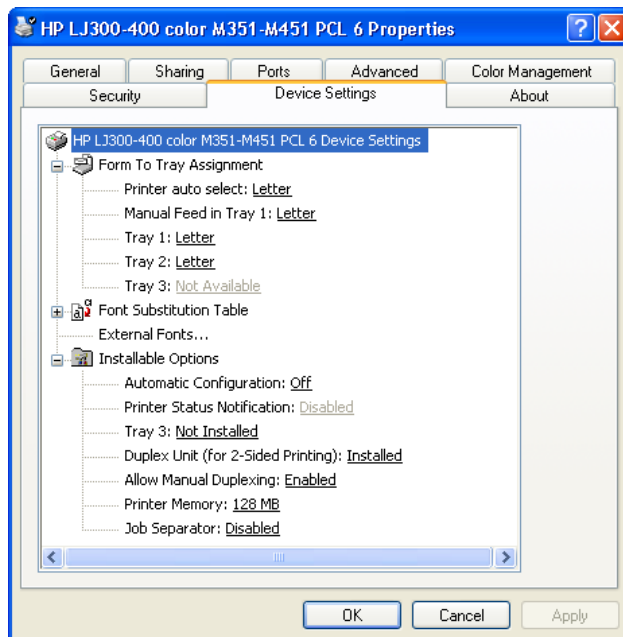 HP LJ300-400 color M351-M451 PCL 6 Properties
General Sharing Ports Advanced Color Management
Security Device Settings About
HP LJ300-400 color M351-M451 PCL 6 Device Settings
Form To Tray Assignment
Printer auto select: Letter
Manual Feed in Tray 1: Letter
Tray 1: Letter
Tray 2: Letter
Tray 3: Not Available
Font Substitution Table
External Fonts...
Installable Options
Automatic Configuration: Off
Printer Status Notification: Disabled
Tray 3: Not Installed
Duplex Unit (for 2-Sided Printing): Installed
Allow Manual Duplexing: Enabled
Printer Memory: 128 MB
Job Separator: Disabled
OK Cancel Apply